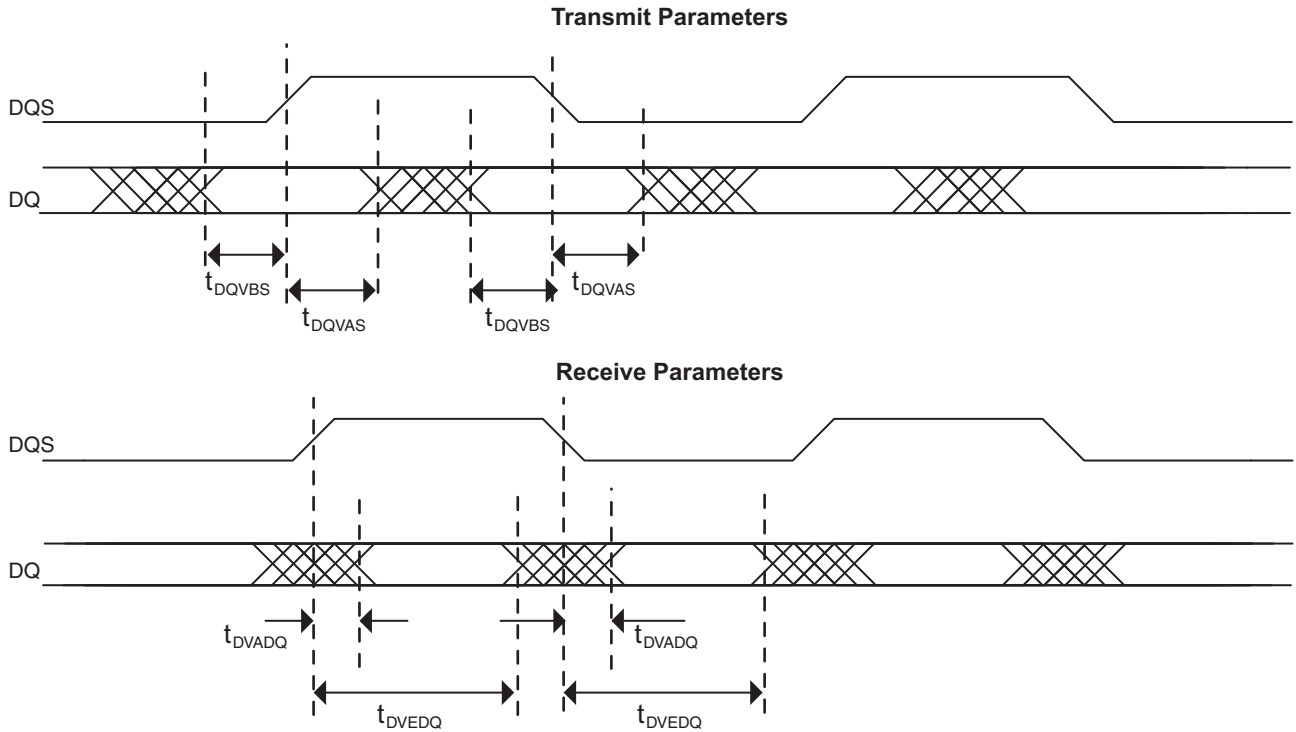 Transmit Parameters
DQS
DQ
tDQVBS
tDQVAS
tDQVAS
tDQVBS
Receive Parameters
DQS
DQ
tDVADQ
tDVADQ
tDVEDQ
tDVEDQ